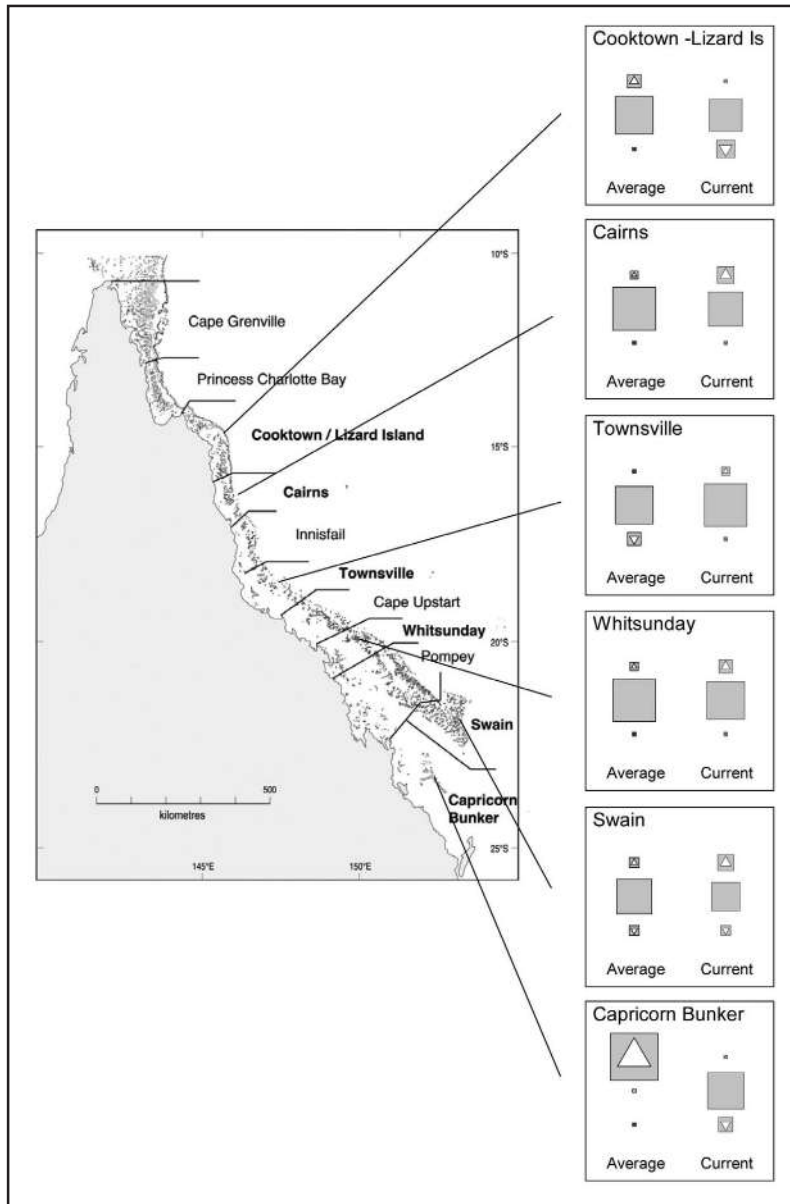 Cooktown -Lizard Is
Average Current
Cairns
Average Current
Townsville
Average Current
Whitsunday
Average Current
Swain
Average Current
Capricorn Bunker
Average Current
10°S
Cape Grenville
Princess Charlotte Bay
Cooktown / Lizard Island
15°S
Cairns
Innisfail
Townsville
Cape Upstart
Whitsunday
20°S
Pompey
Swain
0 500
kilometres
Capricorn
Bunker
25°S
145°E 150°E